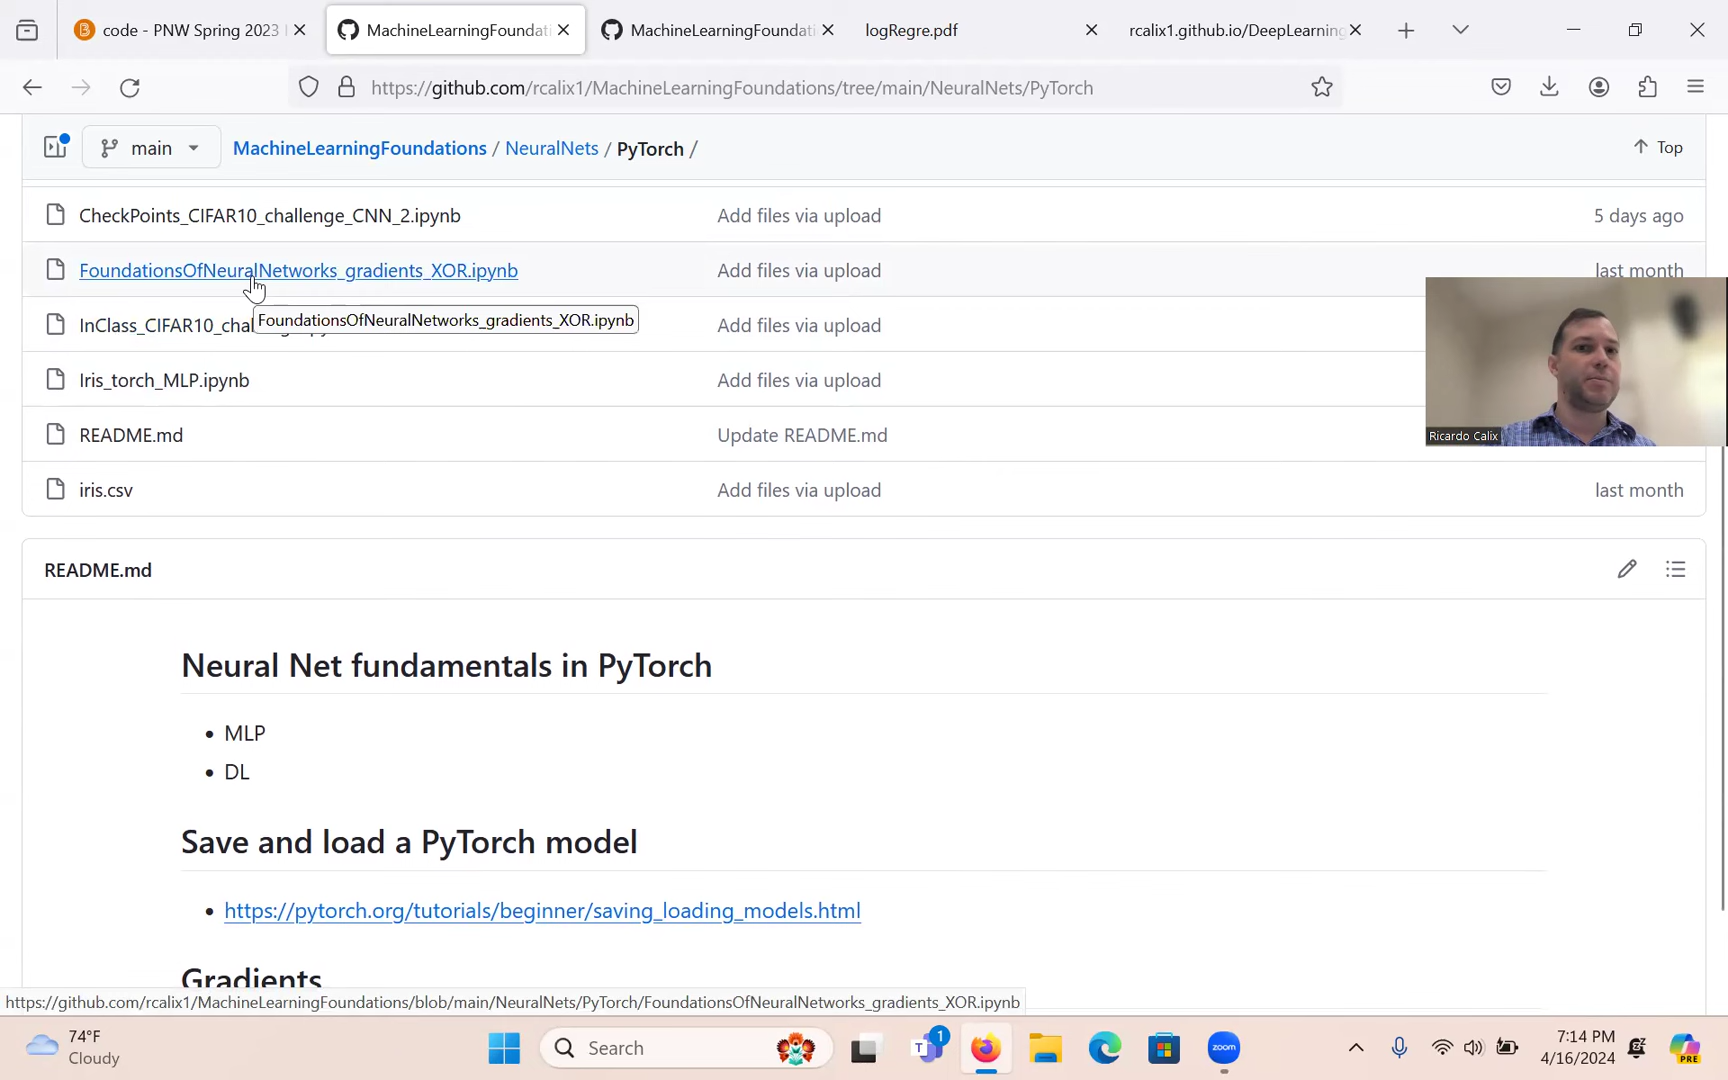 code - PNW Spring 2023
MachineLearningFoundati
MachineLearningFoundati
logRegre.pdf
rcalix1.github.io/DeepLearning
https://github.com/rcalix1/MachineLearningFoundations/tree/main/NeuralNets/PyTorch
main
MachineLearningFoundations / NeuralNets / PyTorch /
Top
CheckPoints_CIFAR10_challenge_CNN_2.ipynb
Add files via upload
5 days ago
FoundationsOfNeuralNetworks_gradients_XOR.ipynb
Add files via upload
last month
FoundationsOfNeuralNetworks_gradients_XOR.ipynb
InClass_CIFAR10_chal
Add files via upload
Iris_torch_MLP.ipynb
Add files via upload
README.md
Update README.md
Ricardo Calix
iris.csv
Add files via upload
last month
README.md
Neural Net fundamentals in PyTorch
• MLP
• DL
Save and load a PyTorch model
• https://pytorch.org/tutorials/beginner/saving_loading_models.html
Gradients
https://github.com/rcalix1/MachineLearningFoundations/blob/main/NeuralNets/PyTorch/FoundationsOfNeuralNetworks_gradients_XOR.ipynb
74°F
Cloudy
Search
T
1
zoom
7:14 PM
4/16/2024
PRE